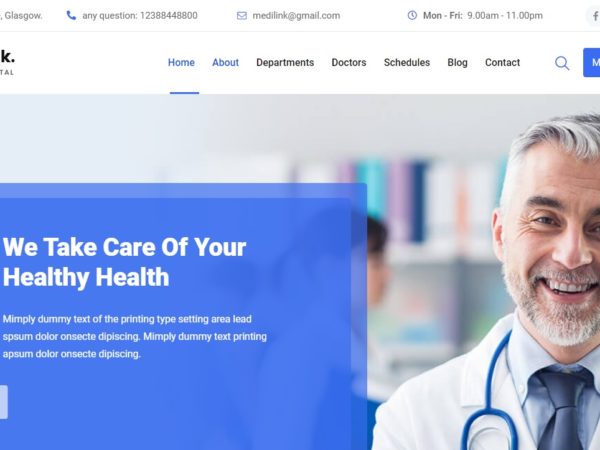 , Glasgow.
any question: 12388448800
medilink@gmail.com
Mon - Fri: 9.00am - 11.00pm
k.
TAL
Home
About
Departments
Doctors
Schedules
Blog
Contact
M
We Take Care Of Your
Healthy Health
Mimply dummy text of the printing type setting area lead
spsum dolor onsecte dipiscing. Mimply dummy text printing
apsum dolor onsecte dipiscing.